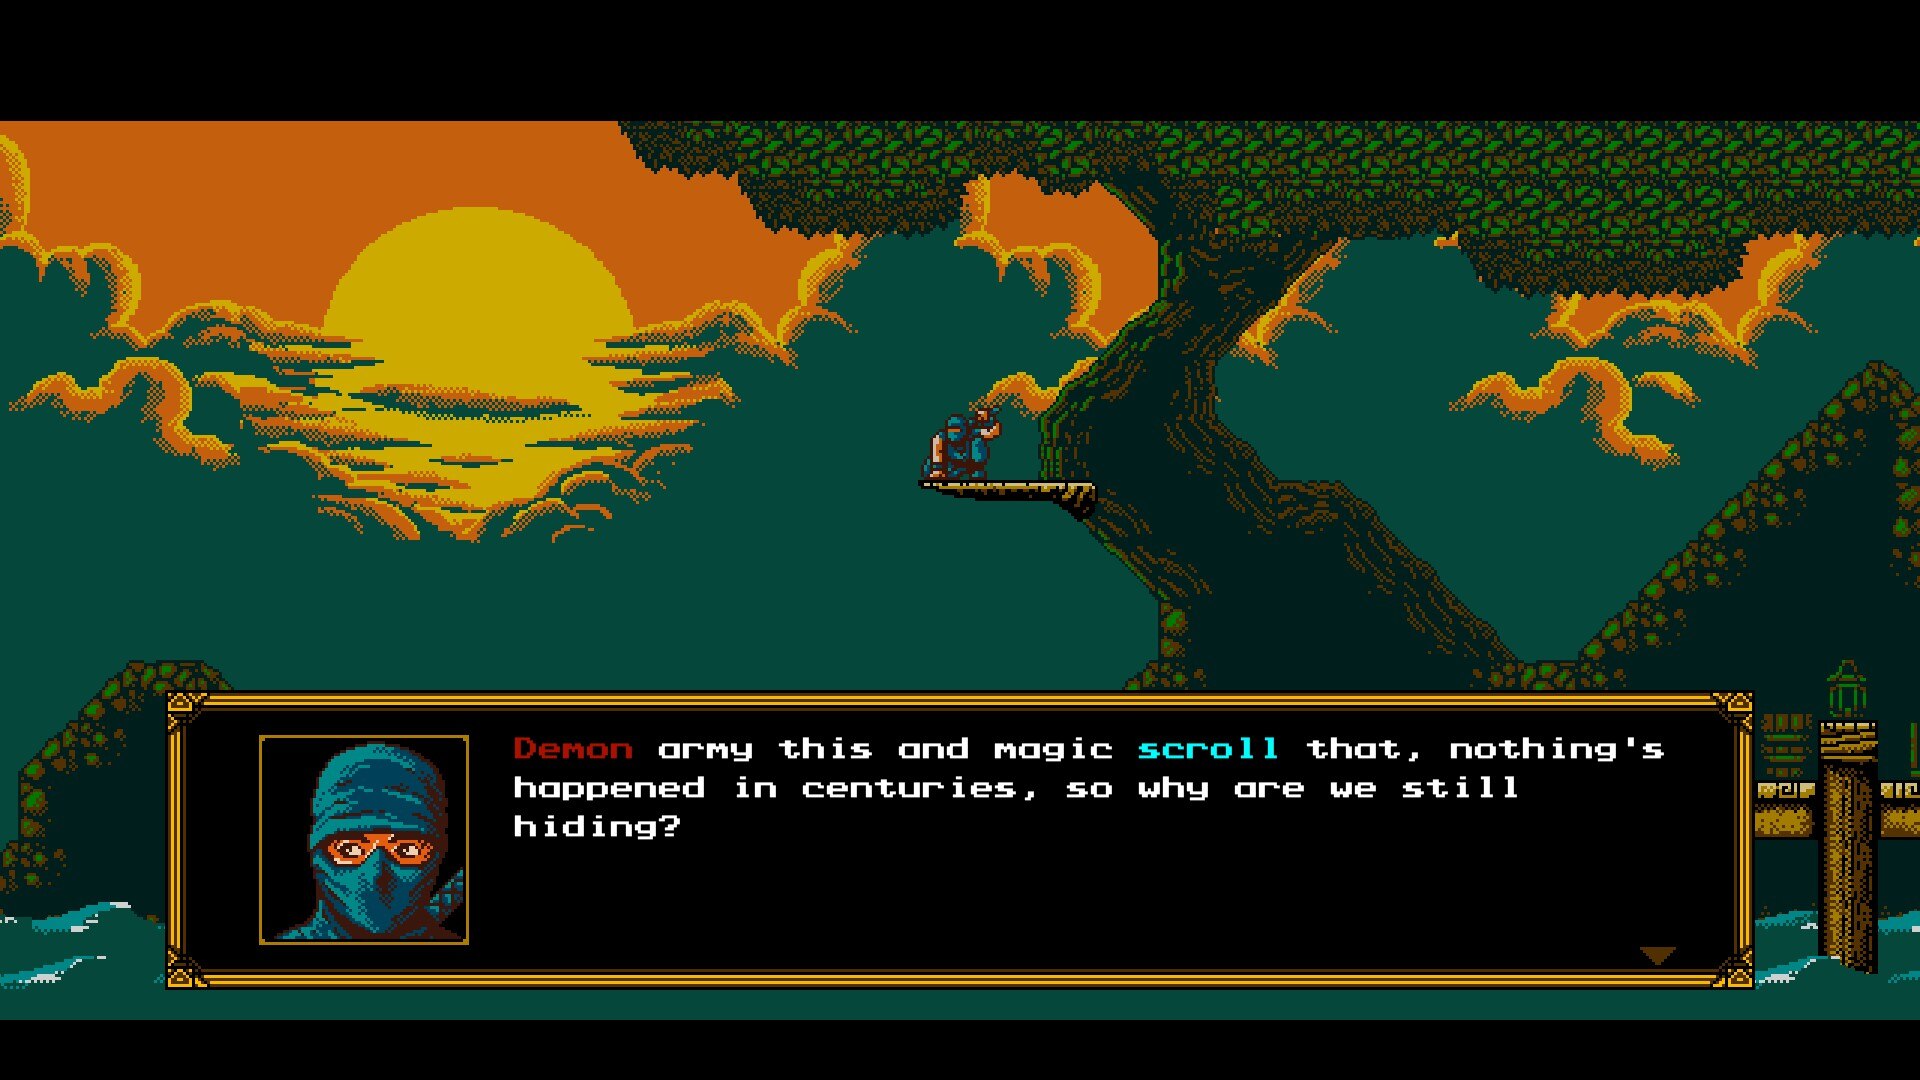 Demon army this and magic scroll that, nothing's
happened in centuries, so why are we still
hiding?